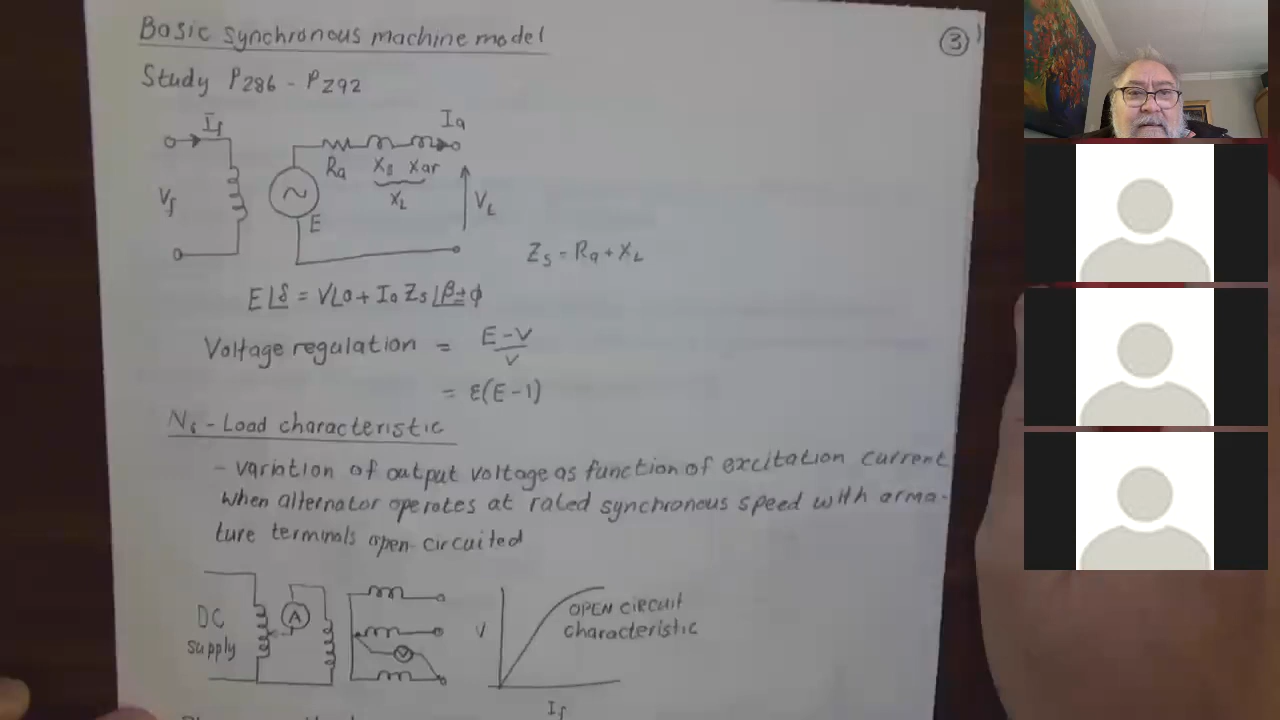 Basic synchronous machine model
3
Study P286 - P292
If
Ia
Ra
Xs Xar
XL
Vf
E
VL
Zs = Ra + XL
E∠δ = V∠0 + Ia Zs∠β±φ
Voltage regulation = E-V / V
= ε(E-1)
- Load characteristic
- variation of output voltage as function of excitation current
when alternator operates at rated synchronous speed with arma-
ture terminals open-circuited
DC
supply
A
V
V
OPEN CIRCUIT
characteristic
If